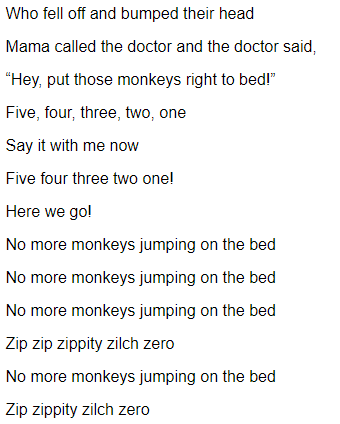 Who fell off and bumped their head
Mama called the doctor and the doctor said,
“Hey, put those monkeys right to bed!”
Five, four, three, two, one
Say it with me now
Five four three two one!
Here we go!
No more monkeys jumping on the bed
No more monkeys jumping on the bed
No more monkeys jumping on the bed
Zip zip zippity zilch zero
No more monkeys jumping on the bed
Zip zippity zilch zero